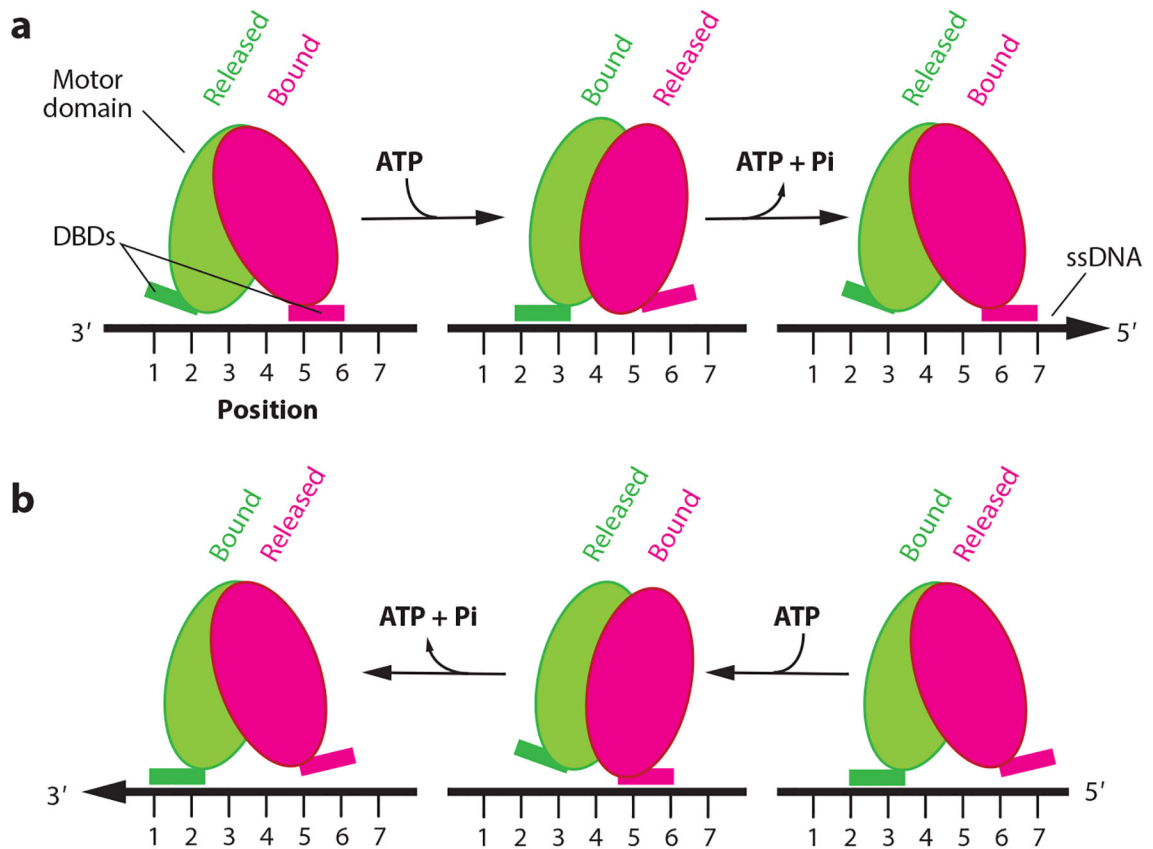 a
Released
Bound
Bound
Released
Released
Bound
Motor
domain
ATP
ATP + Pi
DBDs
ssDNA
3′
5′
1 2 3 4 5 6 7
1 2 3 4 5 6 7
1 2 3 4 5 6 7
Position
b
Bound
Released
Released
Bound
Bound
Released
ATP + Pi
ATP
3′
5′
1 2 3 4 5 6 7
1 2 3 4 5 6 7
1 2 3 4 5 6 7